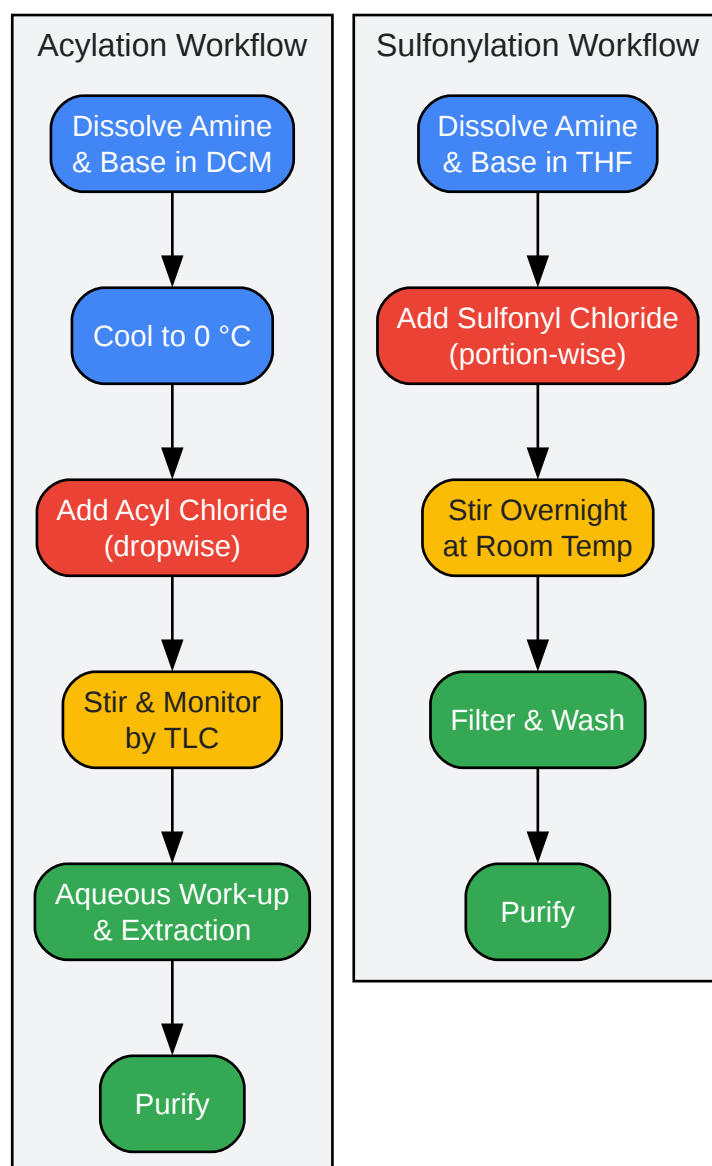 Acylation Workflow
Dissolve Amine
& Base in DCM
Cool to 0 °C
Add Acyl Chloride
(dropwise)
Stir & Monitor
by TLC
Aqueous Work-up
& Extraction
Purify
Sulfonylation Workflow
Dissolve Amine
& Base in THF
Add Sulfonyl Chloride
(portion-wise)
Stir Overnight
at Room Temp
Filter & Wash
Purify